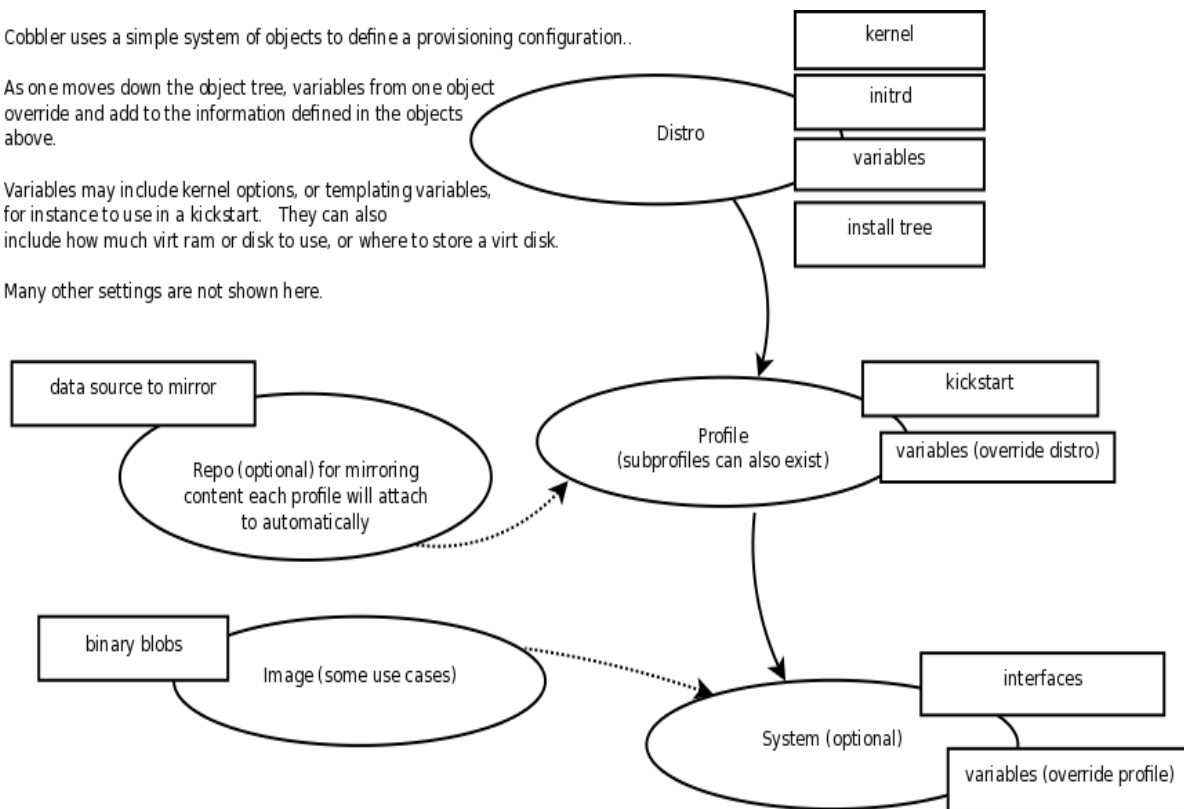 Cobbler uses a simple system of objects to define a provisioning configuration..
As one moves down the object tree, variables from one object
override and add to the information defined in the objects
above.
Variables may include kernel options, or templating variables,
for instance to use in a kickstart.   They can also
include how much virt ram or disk to use, or where to store a virt disk.
Many other settings are not shown here.
kernel
initrd
Distro
variables
install tree
data source to mirror
Repo (optional) for mirroring
content each profile will attach
to automatically
kickstart
Profile
(subprofiles can also exist)
variables (override distro)
binary blobs
Image (some use cases)
interfaces
System (optional)
variables (override profile)